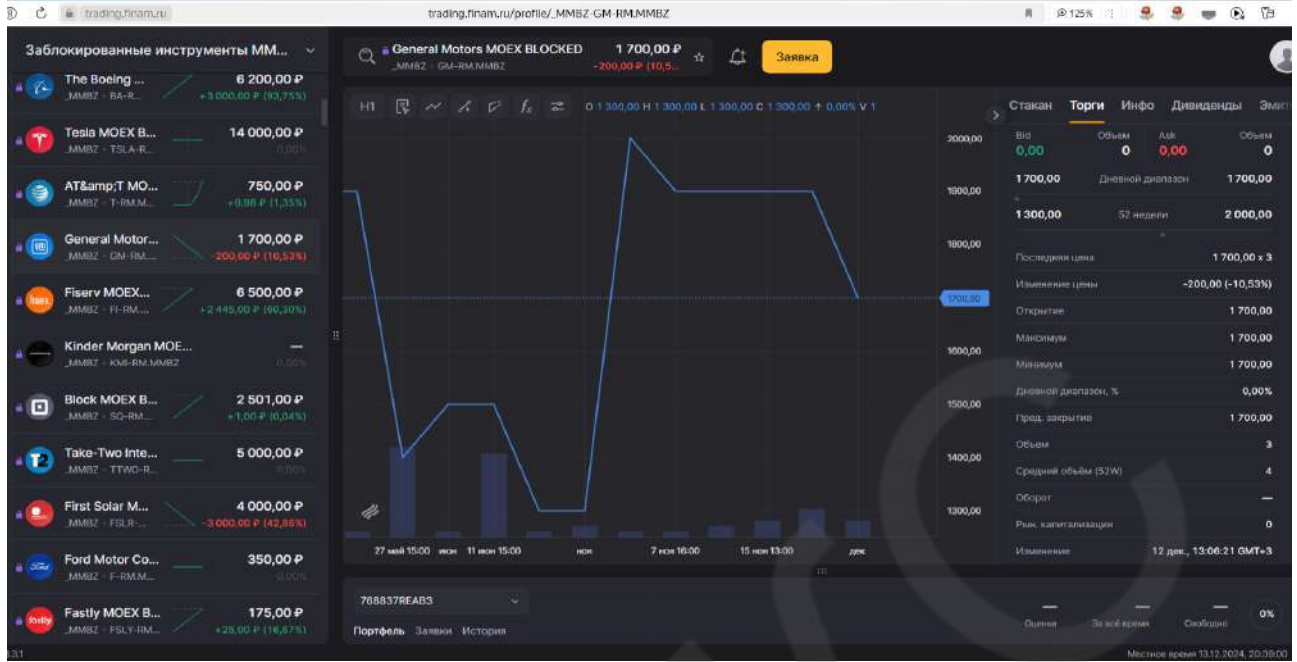 trading.finam.ru
trading.finam.ru/profile/_MMBZ-GM-RM.MMBZ
125%
Заблокированные инструменты ММ...
The Boeing ...
6 200,00 ₽
_MMBZ - BA-R...
+3 000,00 ₽ (93,75%)
Tesla MOEX B...
14 000,00 ₽
_MMBZ - TSLA-R...
0,00%
AT&amp;T MO...
750,00 ₽
_MMBZ - T-RM.M...
+9,98 ₽ (1,35%)
General Motor...
1 700,00 ₽
_MMBZ - GM-RM....
-200,00 ₽ (10,53%)
Fiserv MOEX...
6 500,00 ₽
_MMBZ - FI-RM....
+2 445,00 ₽ (60,30%)
Kinder Morgan MOE...
—
_MMBZ - KMI-RM.MMBZ
0,00%
Block MOEX B...
2 501,00 ₽
_MMBZ - SQ-RM....
+1,00 ₽ (0,04%)
Take-Two Inte...
5 000,00 ₽
_MMBZ - TTWO-R...
0,00%
First Solar M...
4 000,00 ₽
_MMBZ - FSLR-...
-3 000,00 ₽ (42,86%)
Ford Motor Co...
350,00 ₽
_MMBZ - F-RM.M...
0,00%
Fastly MOEX B...
175,00 ₽
_MMBZ - FSLY-RM...
+25,00 ₽ (16,67%)
General Motors MOEX BLOCKED
1 700,00 ₽
_MMBZ - GM-RM.MMBZ
-200,00 ₽ (10,5...
Заявка
H1
O 1 300,00 H 1 300,00 L 1 300,00 C 1 300,00 ↑ 0,00% V 1
2000,00
1900,00
1800,00
1700,00
1600,00
1500,00
1400,00
1300,00
27 май 15:00 июн 11 июн 15:00 ноя 7 ноя 16:00 15 ноя 13:00 дек
Стакан Торги Инфо Дивиденды Эмит
Bid Объем Ask Объем
0,00 0 0,00 0
1 700,00 Дневной диапазон 1 700,00
1 300,00 52 недели 2 000,00
Последняя цена 1 700,00 x 3
Изменение цены -200,00 (-10,53%)
Открытие 1 700,00
Максимум 1 700,00
Минимум 1 700,00
Дневной диапазон, % 0,00%
Пред. закрытие 1 700,00
Объем 3
Средний объём (52W) 4
Оборот —
Рын. капитализация 0
Изменение 12 дек., 13:06:21 GMT+3
768837REAB3
Портфель Заявки История
— — — 0%
Оценка За всё время Свободно
Местное время 13.12.2024, 20:39:00